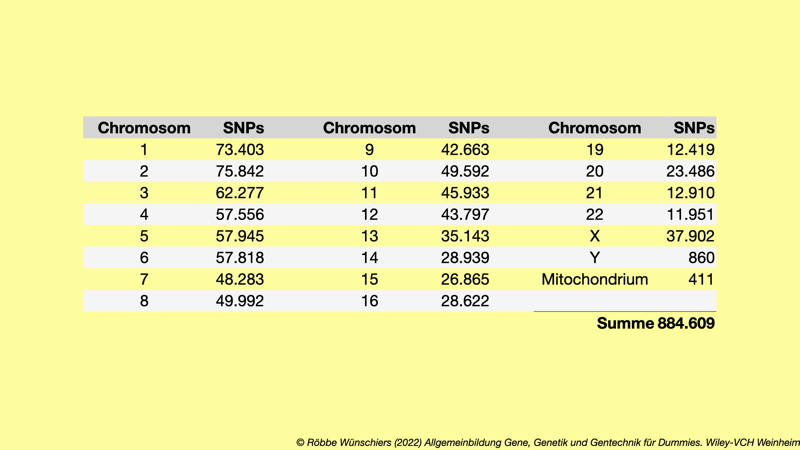 Chromosom SNPs Chromosom SNPs Chromosom SNPs
1 73.403 9 42.663 19 12.419
2 75.842 10 49.592 20 23.486
3 62.277 11 45.933 21 12.910
4 57.556 12 43.797 22 11.951
5 57.945 13 35.143 X 37.902
6 57.818 14 28.939 Y 860
7 48.283 15 26.865 Mitochondrium 411
8 49.992 16 28.622
Summe 884.609
© Röbbe Wünschiers (2022) Allgemeinbildung Gene, Genetik und Gentechnik für Dummies. Wiley-VCH Weinheim